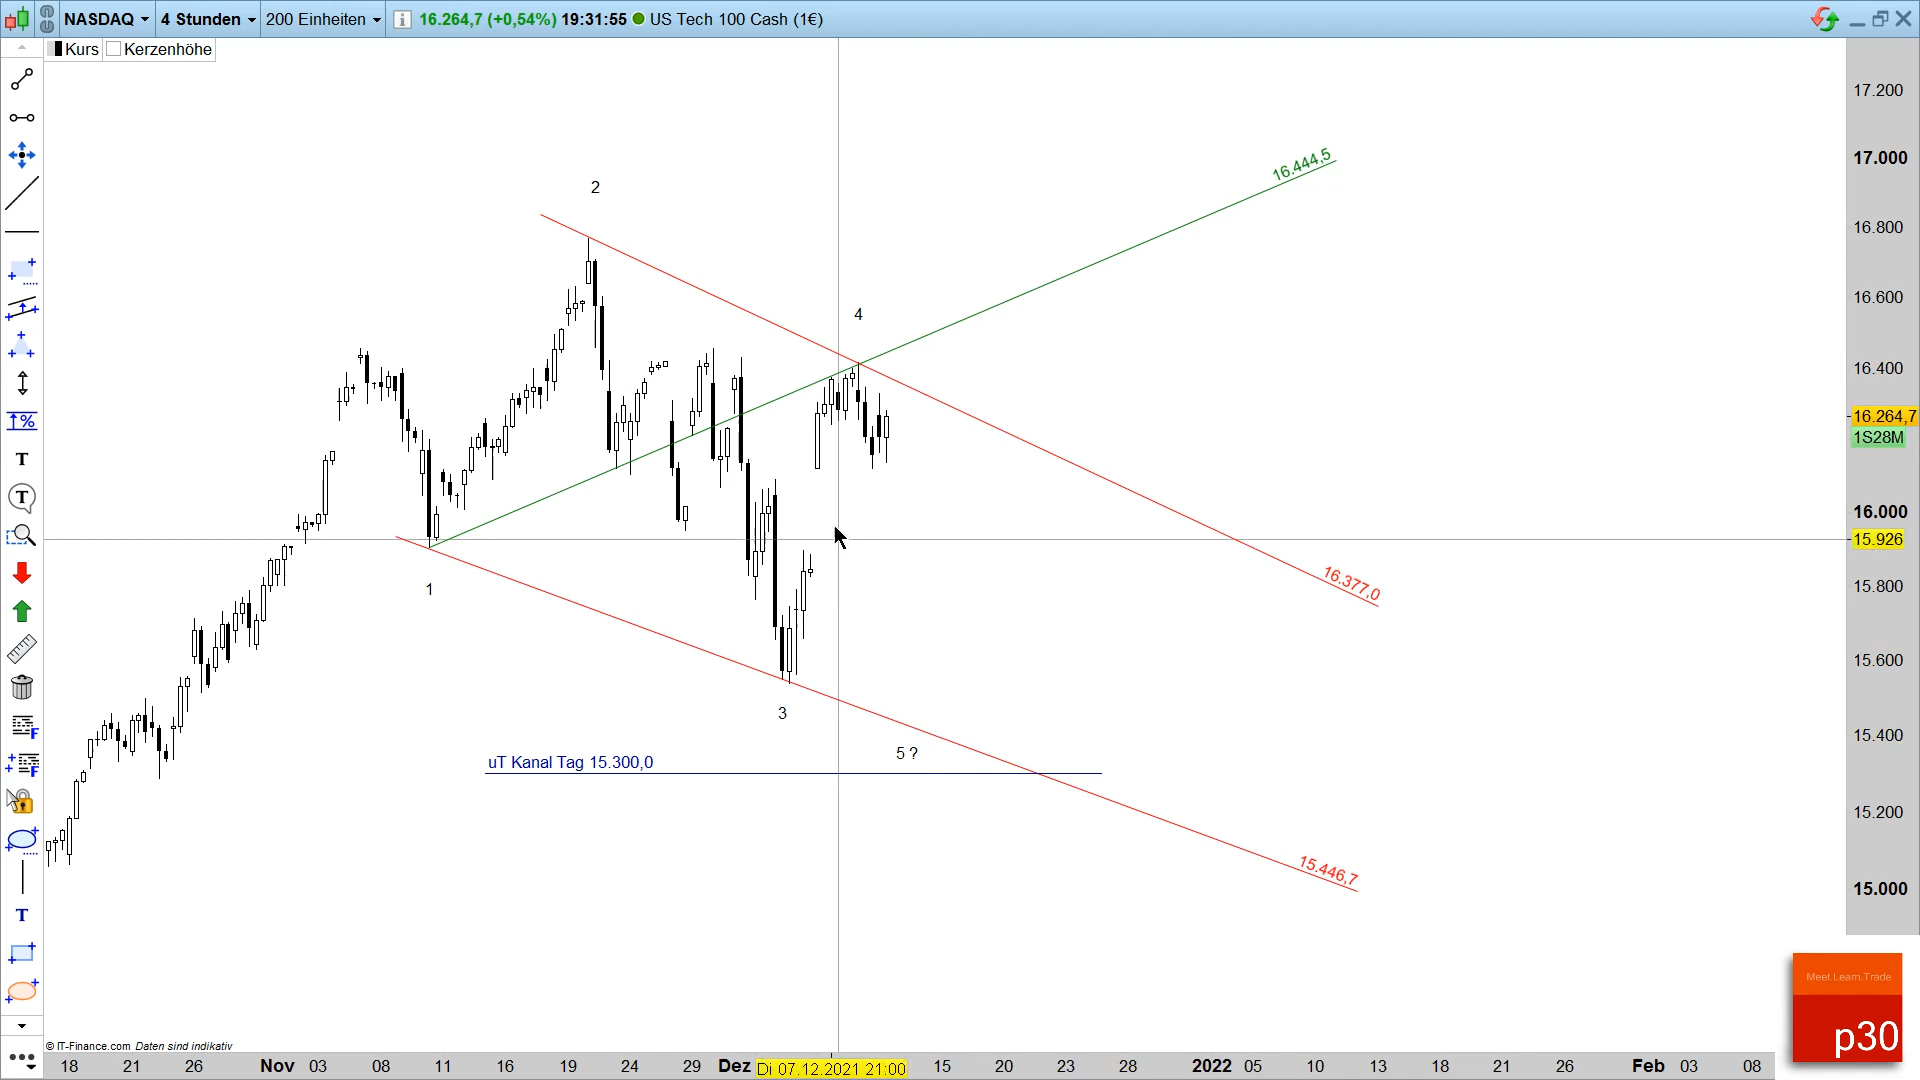 NASDAQ 4 Stunden 200 Einheiten 16.264,7 (+0,54%) 19:31:55 US Tech 100 Cash (1€)
Kurs Kerzenhöhe
17.200
17.000
16.800
16.600
16.400
16.264,7
1S28M
16.000
15.926
15.800
15.600
15.400
15.200
15.000
16.444,5
2
4
16.377,0
1
3
5 ?
uT Kanal Tag 15.300,0
15.446,7
%
T
T
F
F
T
Meet.Learn.Trade
p30
© IT-Finance.com Daten sind indikativ
18 21 26 Nov 03 08 11 16 19 24 29 Dez Di 07.12.2021 21:00 15 20 23 28 2022 05 10 13 18 21 26 Feb 03 08